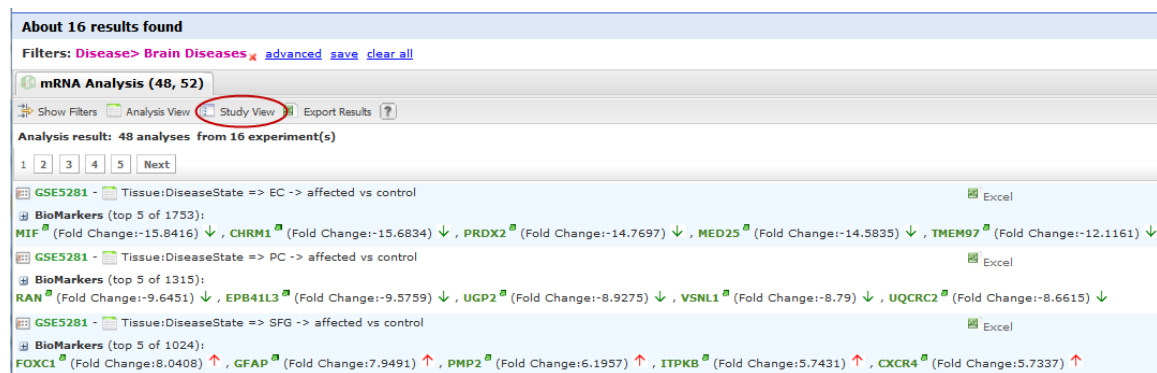 About 16 results found
Filters: Disease> Brain Diseases advanced save clear all
mRNA Analysis (48, 52)
Show Filters Analysis View Study View Export Results ?
Analysis result: 48 analyses from 16 experiment(s)
1 2 3 4 5 Next
GSE5281 - Tissue:DiseaseState => EC -> affected vs control Excel
BioMarkers (top 5 of 1753):
MIF (Fold Change:-15.8416) ↓ , CHRM1 (Fold Change:-15.6834) ↓ , PRDX2 (Fold Change:-14.7697) ↓ , MED25 (Fold Change:-14.5835) ↓ , TMEM97 (Fold Change:-12.1161) ↓
GSE5281 - Tissue:DiseaseState => PC -> affected vs control Excel
BioMarkers (top 5 of 1315):
RAN (Fold Change:-9.6451) ↓ , EPB41L3 (Fold Change:-9.5759) ↓ , UGP2 (Fold Change:-8.9275) ↓ , VSNL1 (Fold Change:-8.79) ↓ , UQCRC2 (Fold Change:-8.6615) ↓
GSE5281 - Tissue:DiseaseState => SFG -> affected vs control Excel
BioMarkers (top 5 of 1024):
FOXC1 (Fold Change:8.0408) ↑ , GFAP (Fold Change:7.9491) ↑ , PMP2 (Fold Change:6.1957) ↑ , ITPKB (Fold Change:5.7431) ↑ , CXCR4 (Fold Change:5.7337) ↑